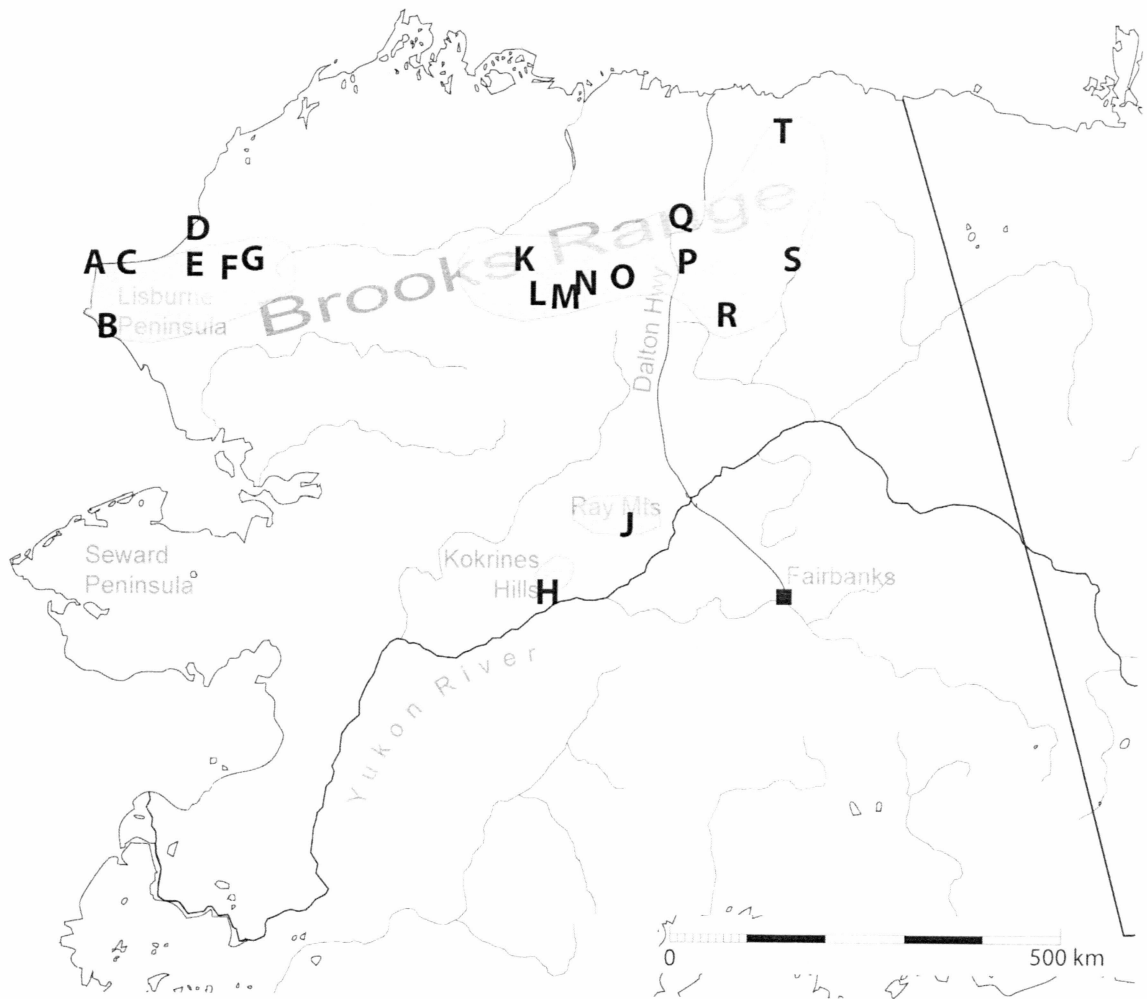 T
D
Q
A C
E F G
K
P
S
Brooks Range
L M N O
Lisburne
Peninsula
B
R
Dalton Hwy
Ray Mts
J
Seward
Peninsula
Kokrines
Hills
H
Fairbanks
Yukon River
0
500 km